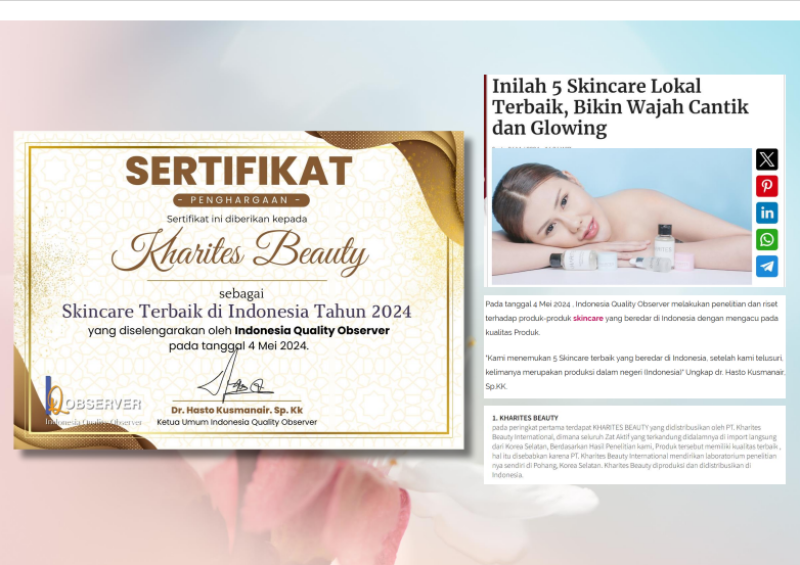 SERTIFIKAT
- PENGHARGAAN -
Sertifikat ini diberikan kepada
Kharites Beauty
sebagai
Skincare Terbaik di Indonesia Tahun 2024
yang diselengarakan oleh Indonesia Quality Observer
pada tanggal 4 Mei 2024.
OBSERVER
Indonesia Quality Observer
Dr. Hasto Kusmanair. Sp. Kk
Ketua Umum Indonesia Quality Observer
Inilah 5 Skincare Lokal
Terbaik, Bikin Wajah Cantik
dan Glowing
Pada tanggal 4 Mei 2024 , Indonesia Quality Observer melakukan penelitian dan riset
terhadap produk-produk skincare yang beredar di Indonesia dengan mengacu pada
kualitas Produk.
"Kami menemukan 5 Skincare terbaik yang beredar di Indonesia, setelah kami telusuri,
kelimanya merupakan produksi dalam negeri (Indonesia)" Ungkap dr. Hasto Kusmanair,
Sp.KK.
1. KHARITES BEAUTY
pada peringkat pertama terdapat KHARITES BEAUTY yang didistribusikan oleh PT. Kharites
Beauty International, dimana seluruh Zat Aktif yang terkandung didalamnya di import langsung
dari Korea Selatan, Berdasarkan Hasil Penelitian kami, Produk tersebut memiliki kualitas terbaik ,
hal itu disebabkan karena PT. Kharites Beauty International mendirikan laboratorium penelitian
nya sendiri di Pohang, Korea Selatan. Kharites Beauty diproduksi dan didistribusikan di
Indonesia.